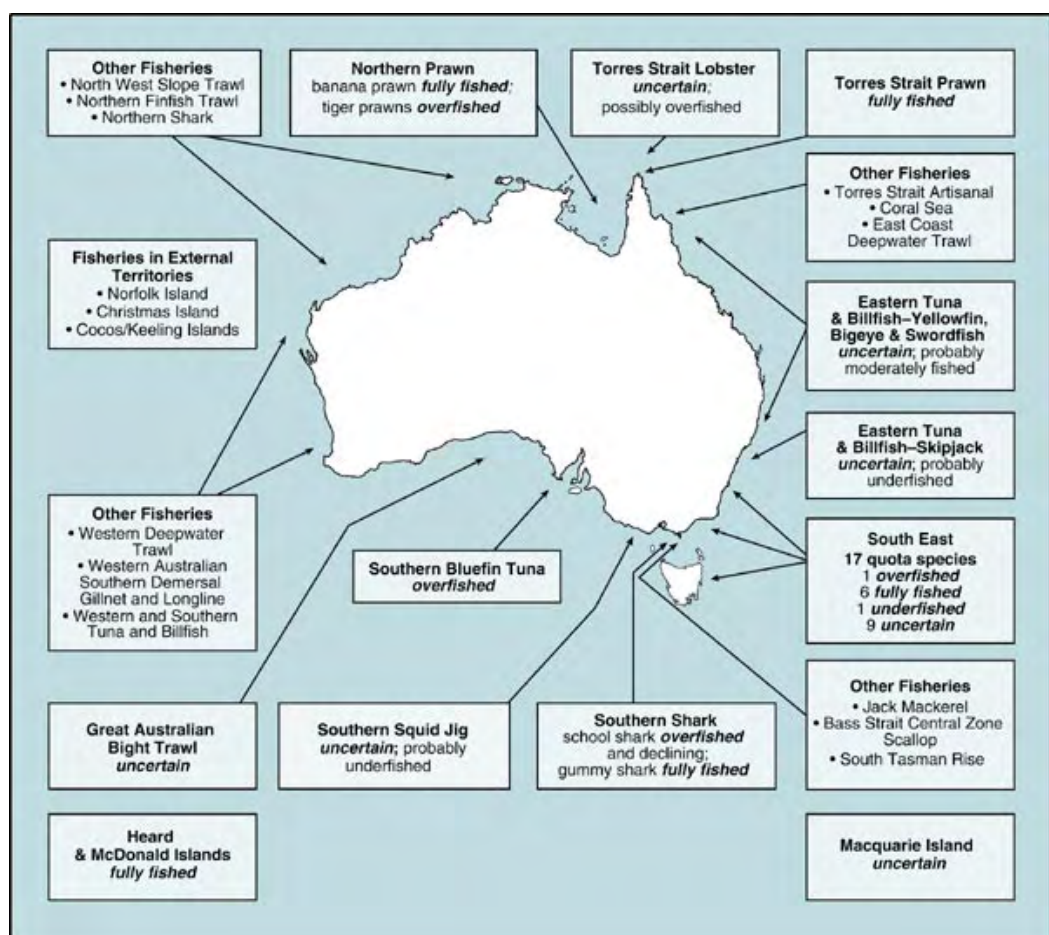 Other Fisheries
• North West Slope Trawl
• Northern Finfish Trawl
• Northern Shark
Northern Prawn
banana prawn fully fished;
tiger prawns overfished
Torres Strait Lobster
uncertain;
possibly overfished
Torres Strait Prawn
fully fished
Other Fisheries
• Torres Strait Artisanal
• Coral Sea
• East Coast
Deepwater Trawl
Fisheries in External
Territories
• Norfolk Island
• Christmas Island
• Cocos/Keeling Islands
Eastern Tuna
& Billfish–Yellowfin,
Bigeye & Swordfish
uncertain; probably
moderately fished
Eastern Tuna
& Billfish–Skipjack
uncertain; probably
underfished
Other Fisheries
• Western Deepwater
Trawl
• Western Australian
Southern Demersal
Gillnet and Longline
• Western and Southern
Tuna and Billfish
Southern Bluefin Tuna
overfished
South East
17 quota species
1 overfished
6 fully fished
1 underfished
9 uncertain
Great Australian
Bight Trawl
uncertain
Southern Squid Jig
uncertain; probably
underfished
Southern Shark
school shark overfished
and declining;
gummy shark fully fished
Other Fisheries
• Jack Mackerel
• Bass Strait Central Zone
Scallop
• South Tasman Rise
Heard
& McDonald Islands
fully fished
Macquarie Island
uncertain